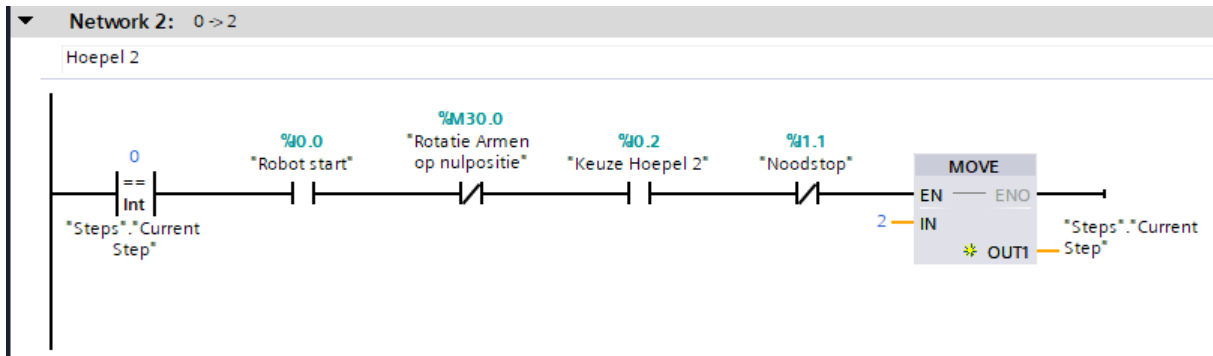 Network 2: 0 -> 2
Hoepel 2
0
==
Int
"Steps"."Current
Step"
%I0.0
"Robot start"
%M30.0
"Rotatie Armen
op nulpositie"
%I0.2
"Keuze Hoepel 2"
%I1.1
"Noodstop"
MOVE
EN ENO
2 IN
OUT1
"Steps"."Current
Step"